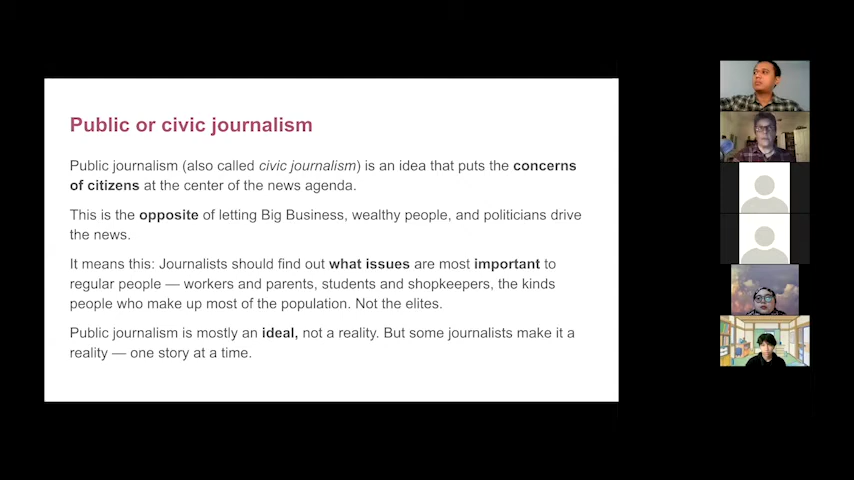 Public or civic journalism
Public journalism (also called civic journalism) is an idea that puts the concerns
of citizens at the center of the news agenda.
This is the opposite of letting Big Business, wealthy people, and politicians drive
the news.
It means this: Journalists should find out what issues are most important to
regular people — workers and parents, students and shopkeepers, the kinds
people who make up most of the population. Not the elites.
Public journalism is mostly an ideal, not a reality. But some journalists make it a
reality — one story at a time.